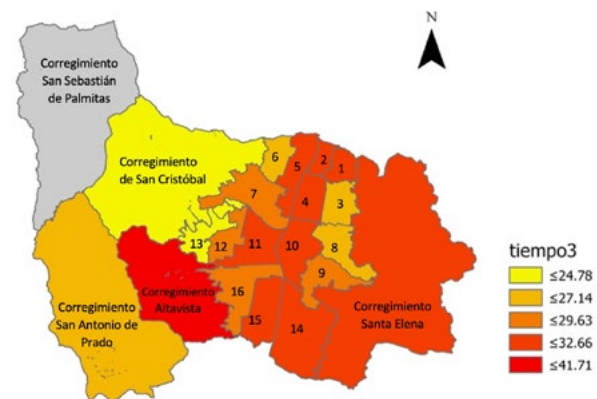 N
Corregimiento
San Sebastián
de Palmitas
Corregimiento
de San Cristóbal
6
5
2
1
7
4
3
13
12
11
10
8
9
Corregimiento
Altavista
16
15
14
Corregimiento
San Antonio de
Prado
Corregimiento
Santa Elena
tiempo3
≤24.78
≤27.14
≤29.63
≤32.66
≤41.71